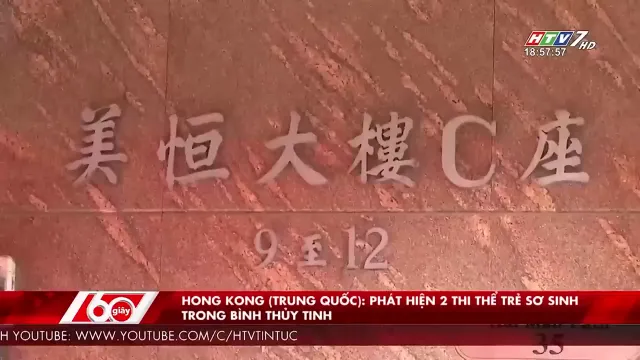 HTV7 HD
18:57:57
美恒大樓C座
9至12
60 giây
HONG KONG (TRUNG QUỐC): PHÁT HIỆN 2 THI THỂ TRẺ SƠ SINH
TRONG BÌNH THỦY TINH
35
H YOUTUBE: WWW.YOUTUBE.COM/C/HTVTINTUC